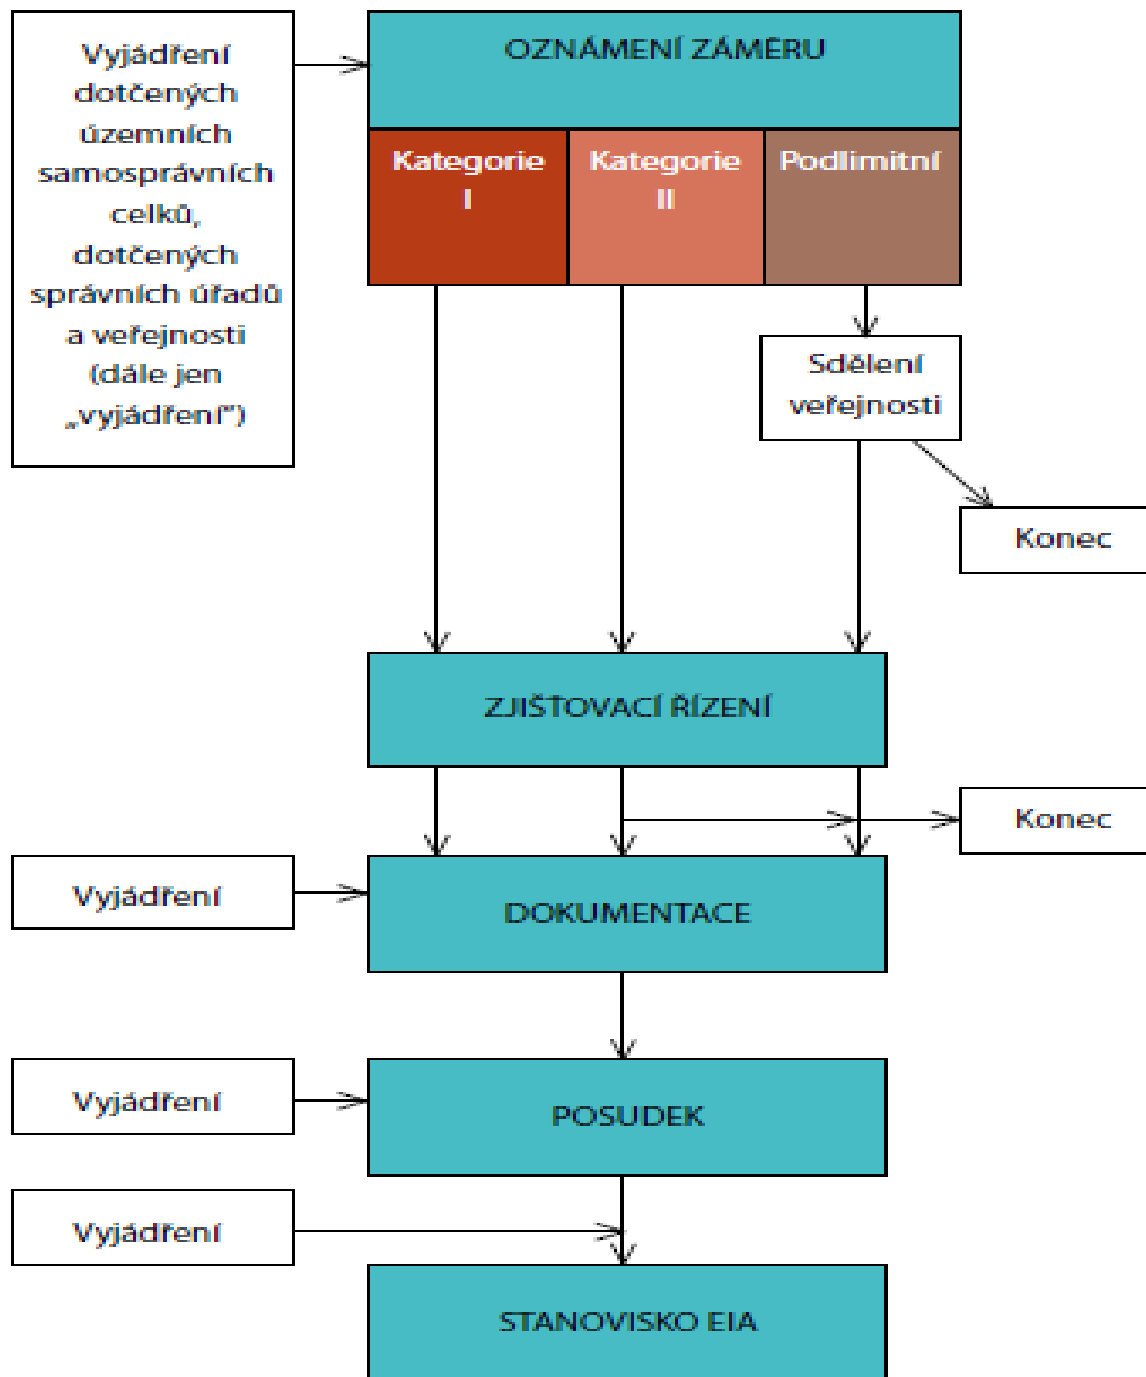 Vyjádření
dotčených
územních
samosprávních
celků,
dotčených
správních úřadů
a veřejnosti
(dále jen
„vyjádření“)
OZNÁMENÍ ZÁMĚRU
Kategorie
I
Kategorie
II
Podlimitní
Sdělení
veřejnosti
Konec
ZJIŠŤOVACÍ ŘÍZENÍ
Konec
Vyjádření
DOKUMENTACE
Vyjádření
POSUDEK
Vyjádření
STANOVISKO EIA